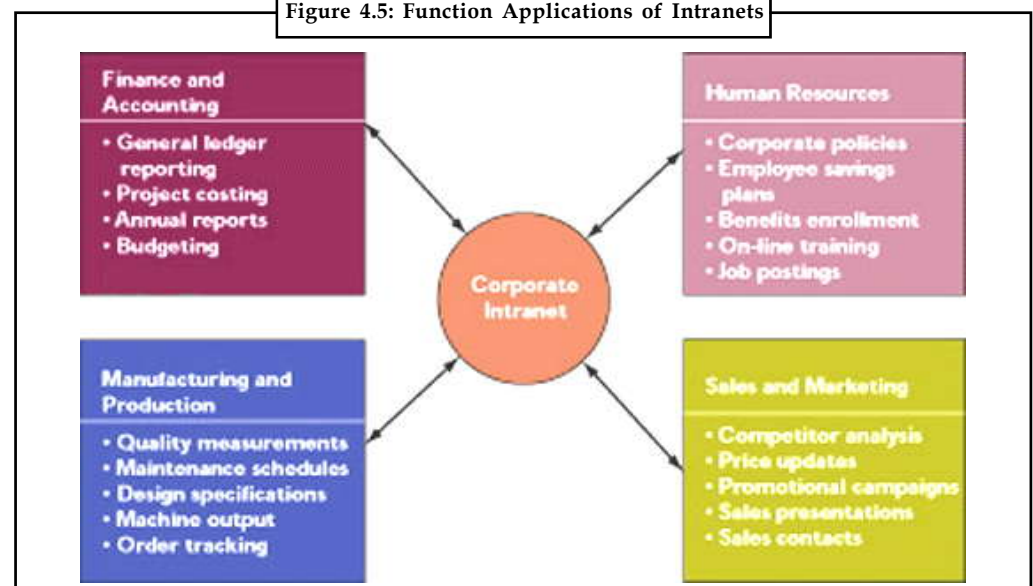 Figure 4.5: Function Applications of Intranets
Finance and
Accounting
• General ledger
reporting
• Project costing
• Annual reports
• Budgeting
Human Resources
• Corporate policies
• Employee savings
plans
• Benefits enrollment
• On-line training
• Job postings
Corporate
Intranet
Manufacturing and
Production
• Quality measurements
• Maintenance schedules
• Design specifications
• Machine output
• Order tracking
Sales and Marketing
• Competitor analysis
• Price updates
• Promotional campaigns
• Sales presentations
• Sales contacts